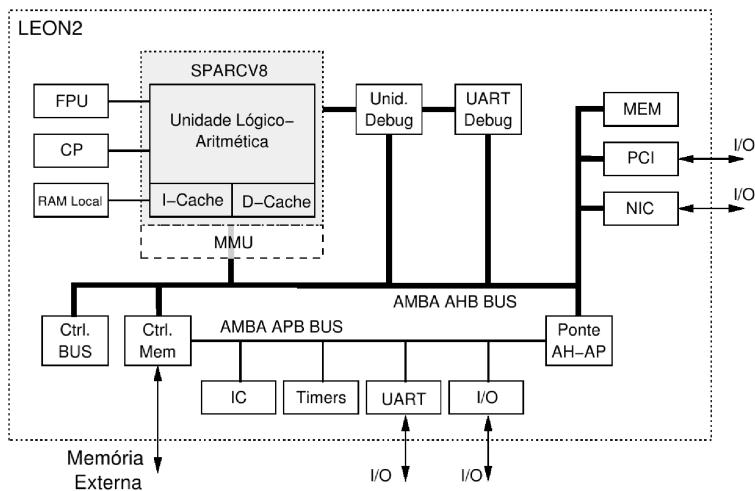 LEON2
SPARCV8
FPU
CP
RAM Local
Unidade Lógico–
Aritmética
I–Cache
D–Cache
MMU
Unid.
Debug
UART
Debug
MEM
PCI
I/O
NIC
I/O
AMBA AHB BUS
Ctrl.
BUS
Ctrl.
Mem
AMBA APB BUS
Ponte
AH–AP
IC
Timers
UART
I/O
Memória
Externa
I/O
I/O